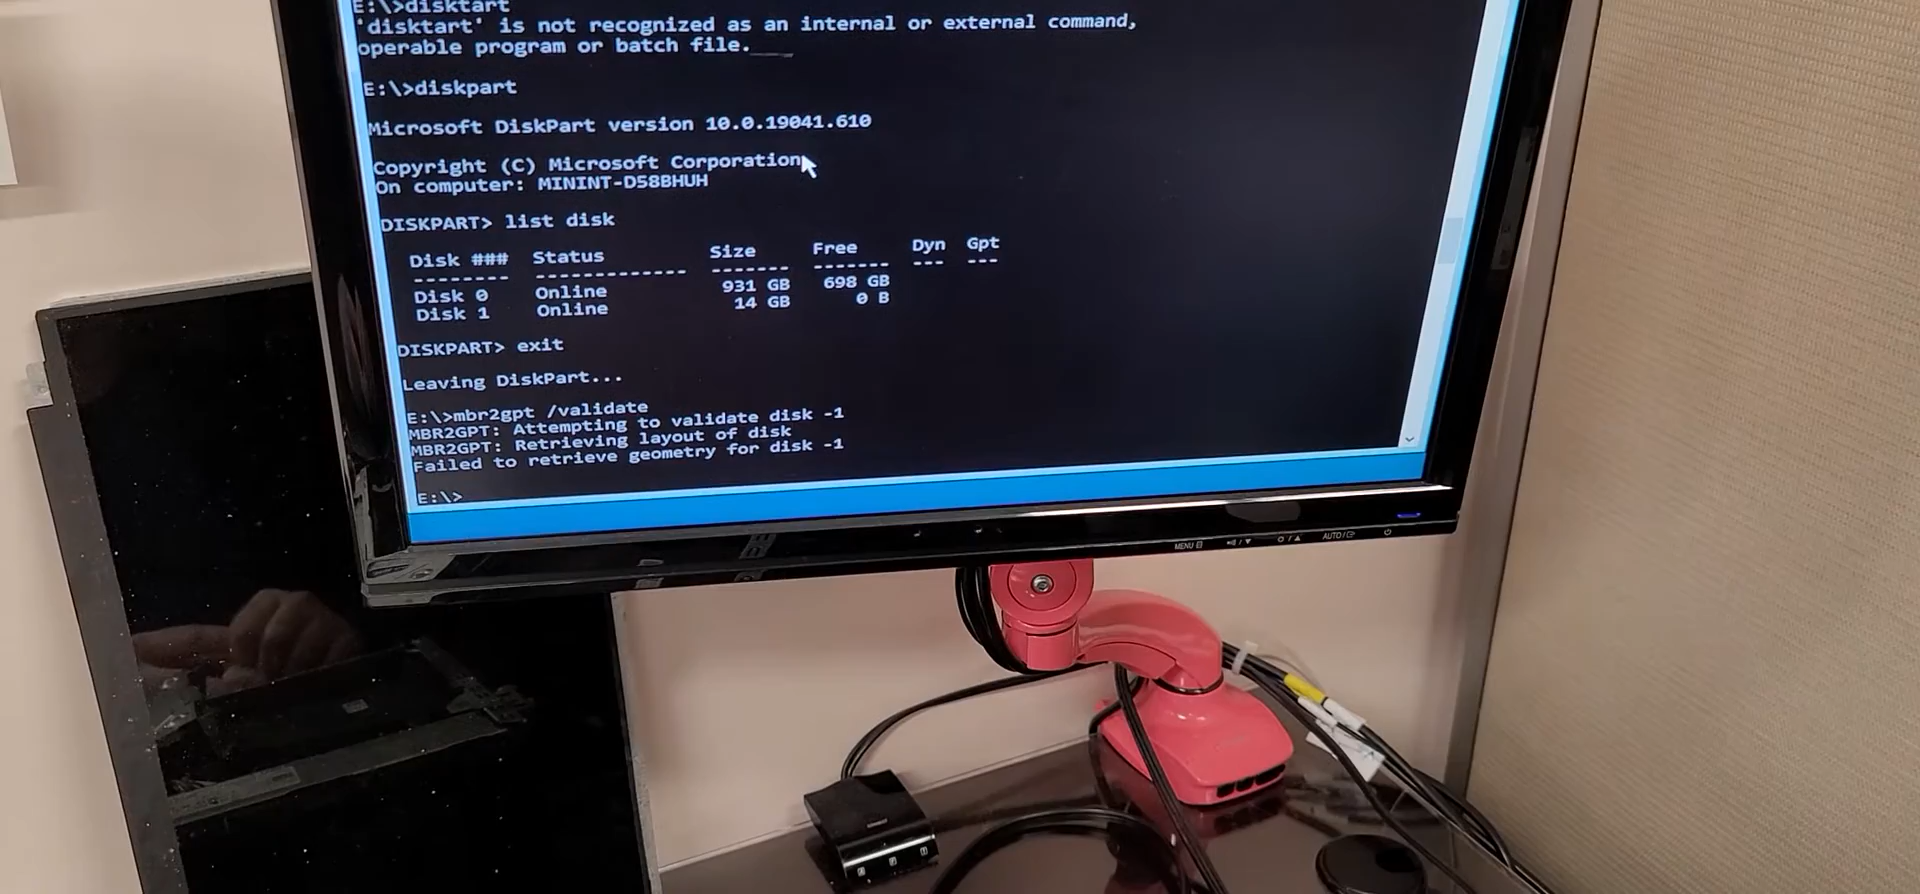 E:\>disktart
'disktart' is not recognized as an internal or external command,
operable program or batch file.
E:\>diskpart
Microsoft DiskPart version 10.0.19041.610
Copyright (C) Microsoft Corporation
On computer: MININT-D58BHUH
DISKPART> list disk
Disk ### Status Size Free Dyn Gpt
-------- ------------- ------- ------- --- ---
Disk 0 Online 931 GB 698 GB
Disk 1 Online 14 GB 0 B
DISKPART> exit
Leaving DiskPart...
E:\>mbr2gpt /validate
MBR2GPT: Attempting to validate disk -1
MBR2GPT: Retrieving layout of disk
Failed to retrieve geometry for disk -1
E:\>
MENU
AUTO/